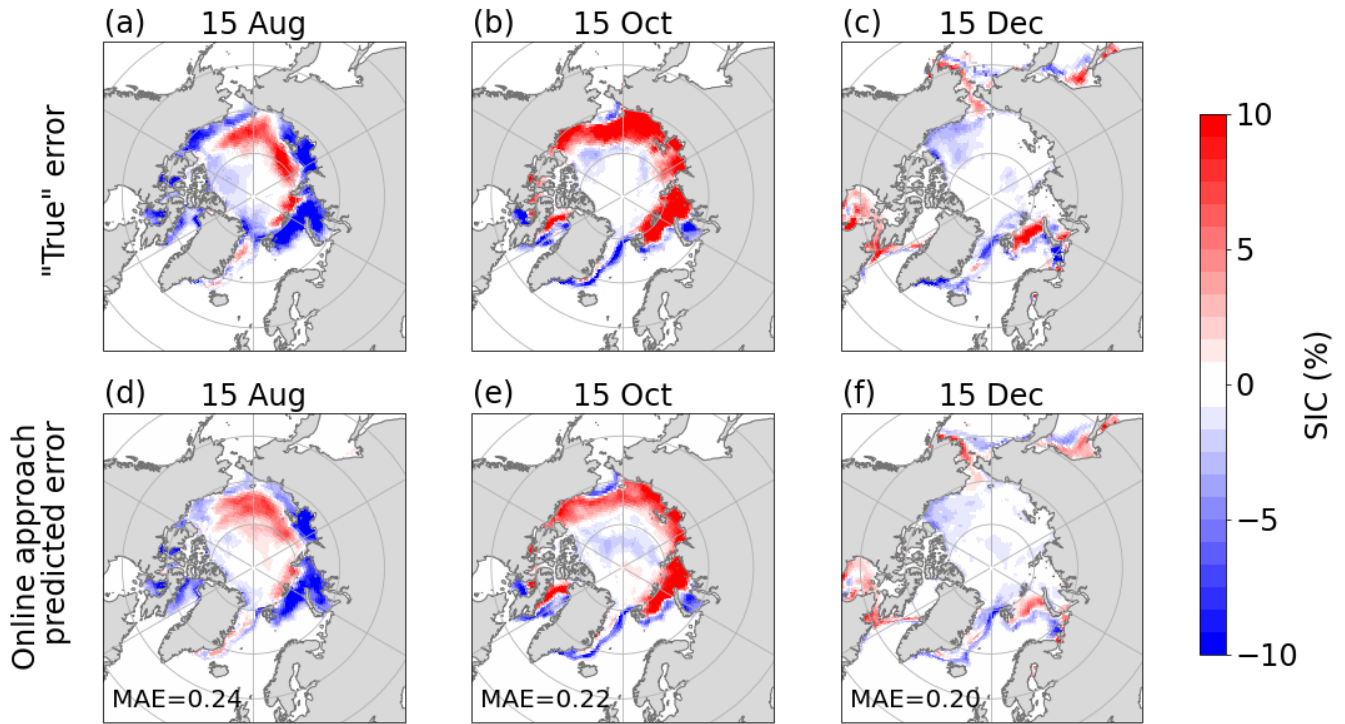 (a) 15 Aug
(b) 15 Oct
(c) 15 Dec
"True" error
(d) 15 Aug
(e) 15 Oct
(f) 15 Dec
Online approach
predicted error
MAE=0.24
MAE=0.22
MAE=0.20
10
5
0
−5
−10
SIC (%)